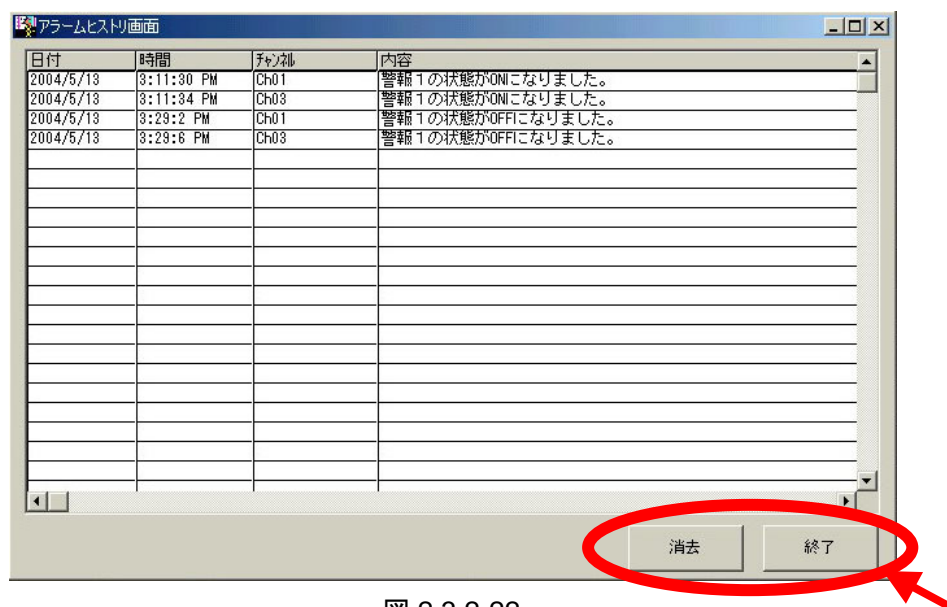 アラームヒストリ画面
日付 時間 チャンネル 内容
2004/5/13 3:11:30 PM Ch01 警報1の状態がONになりました。
2004/5/13 3:11:34 PM Ch03 警報1の状態がONになりました。
2004/5/13 3:29:2 PM Ch01 警報1の状態がOFFになりました。
2004/5/13 3:29:6 PM Ch03 警報1の状態がOFFになりました。
消去 終了